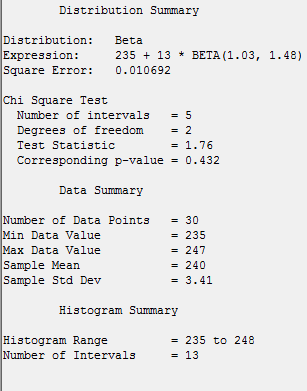 Distribution Summary
Distribution: Beta
Expression: 235 + 13 * BETA(1.03, 1.48)
Square Error: 0.010692
Chi Square Test
Number of intervals = 5
Degrees of freedom = 2
Test Statistic = 1.76
Corresponding p-value = 0.432
Data Summary
Number of Data Points = 30
Min Data Value = 235
Max Data Value = 247
Sample Mean = 240
Sample Std Dev = 3.41
Histogram Summary
Histogram Range = 235 to 248
Number of Intervals = 13